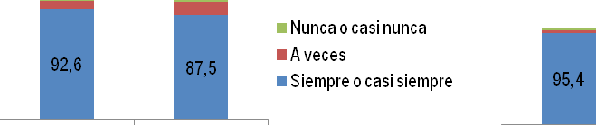 Nunca o casi nunca
A veces
Siempre o casi siempre
92,6
87,5
95,4